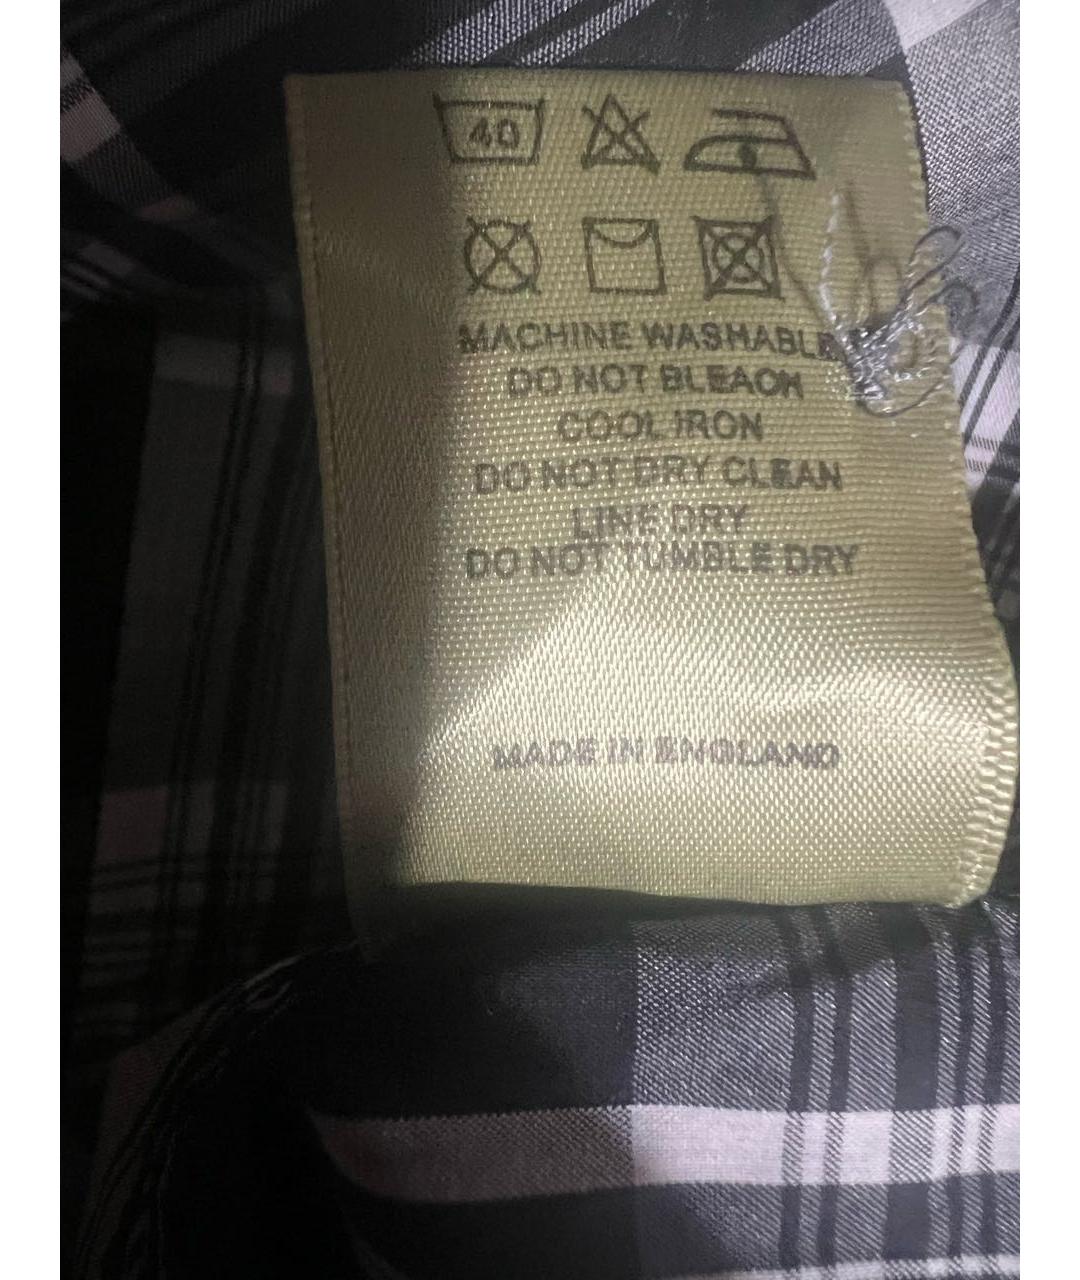 40
MACHINE WASHABLE
DO NOT BLEACH
COOL IRON
DO NOT DRY CLEAN
LINE DRY
DO NOT TUMBLE DRY
MADE IN ENGLAND